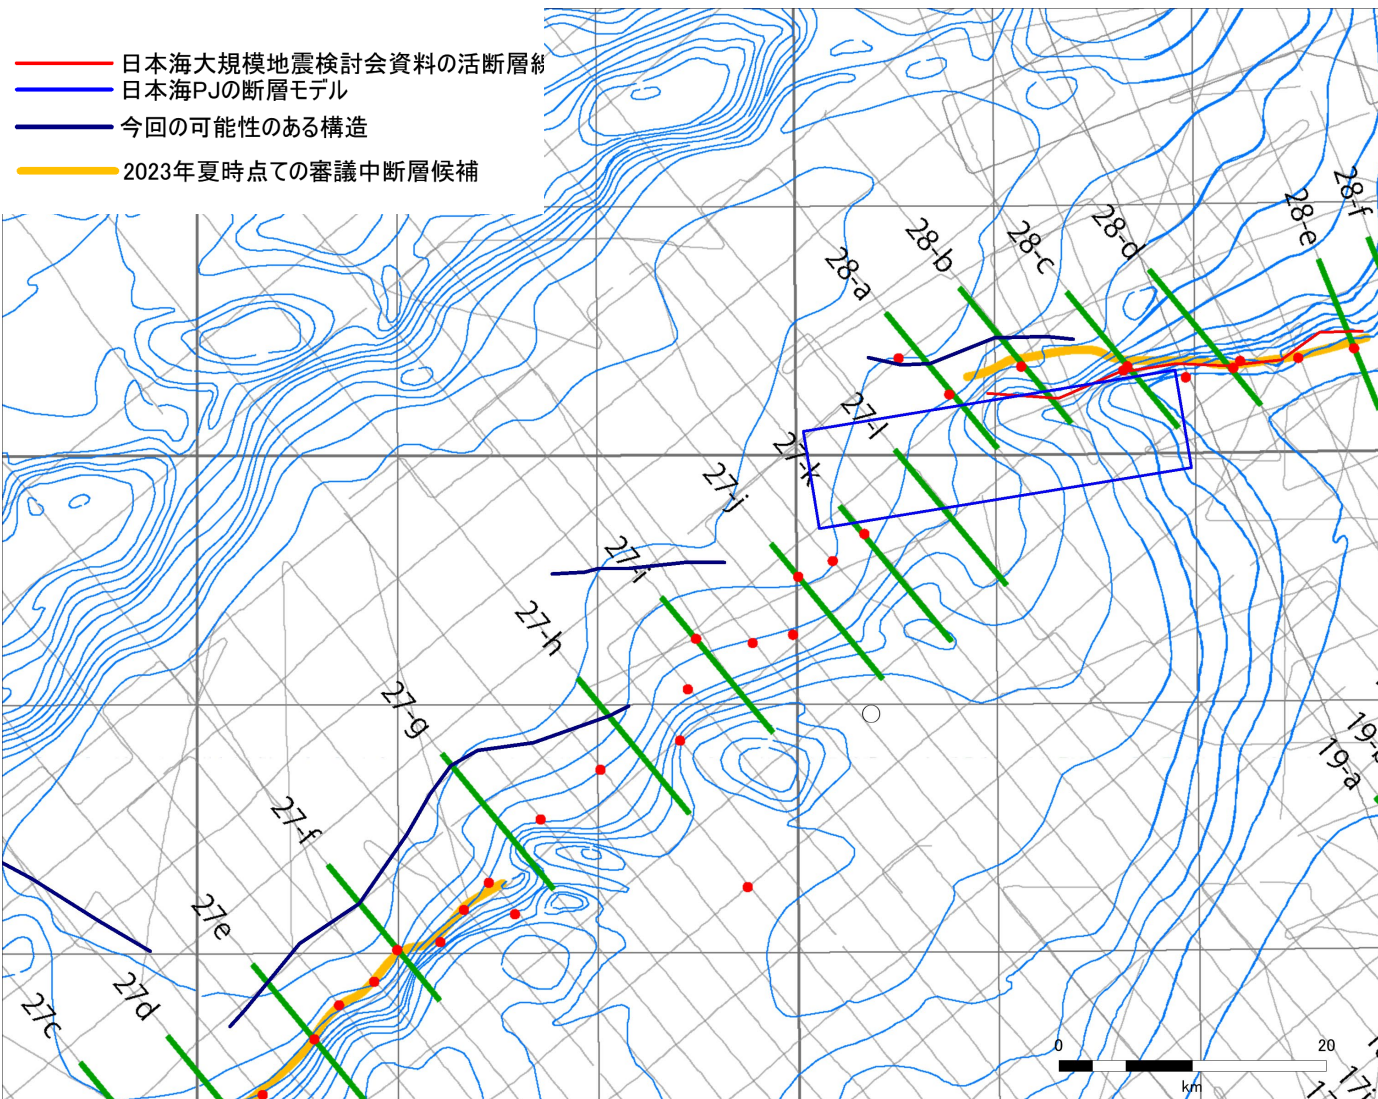 日本海大規模地震検討会資料の活断層線
日本海PJの断層モデル
今回の可能性のある構造
2023年夏時点ての審議中断層候補
28-f
28-e
28-d
28-c
28-b
28-a
27-l
27-k
27-j
27-i
27-h
27-g
27-f
27e
27d
27c
19-a
0
20
km